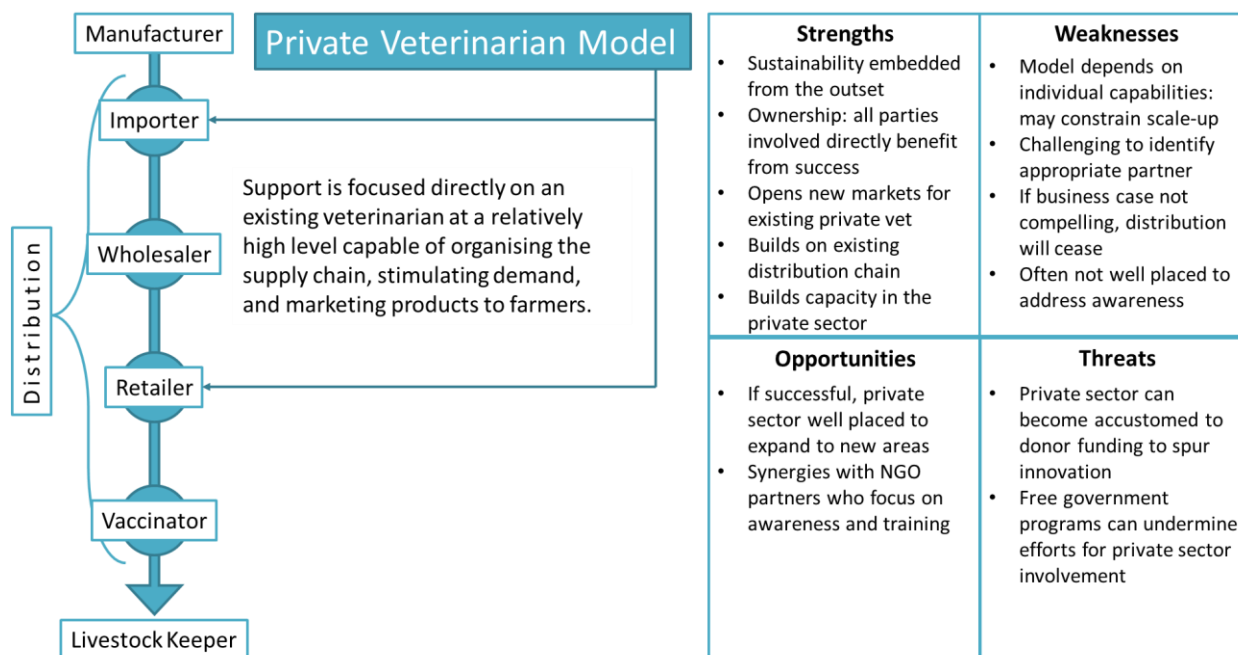 Private Veterinarian Model
Manufacturer
Importer
Wholesaler
Retailer
Vaccinator
Livestock Keeper
Distribution
Support is focused directly on an
existing veterinarian at a relatively
high level capable of organising the
supply chain, stimulating demand,
and marketing products to farmers.
Strengths
• Sustainability embedded
from the outset
• Ownership: all parties
involved directly benefit
from success
• Opens new markets for
existing private vet
• Builds on existing
distribution chain
• Builds capacity in the
private sector
Weaknesses
• Model depends on
individual capabilities:
may constrain scale-up
• Challenging to identify
appropriate partner
• If business case not
compelling, distribution
will cease
• Often not well placed to
address awareness
Opportunities
• If successful, private
sector well placed to
expand to new areas
• Synergies with NGO
partners who focus on
awareness and training
Threats
• Private sector can
become accustomed to
donor funding to spur
innovation
• Free government
programs can undermine
efforts for private sector
involvement